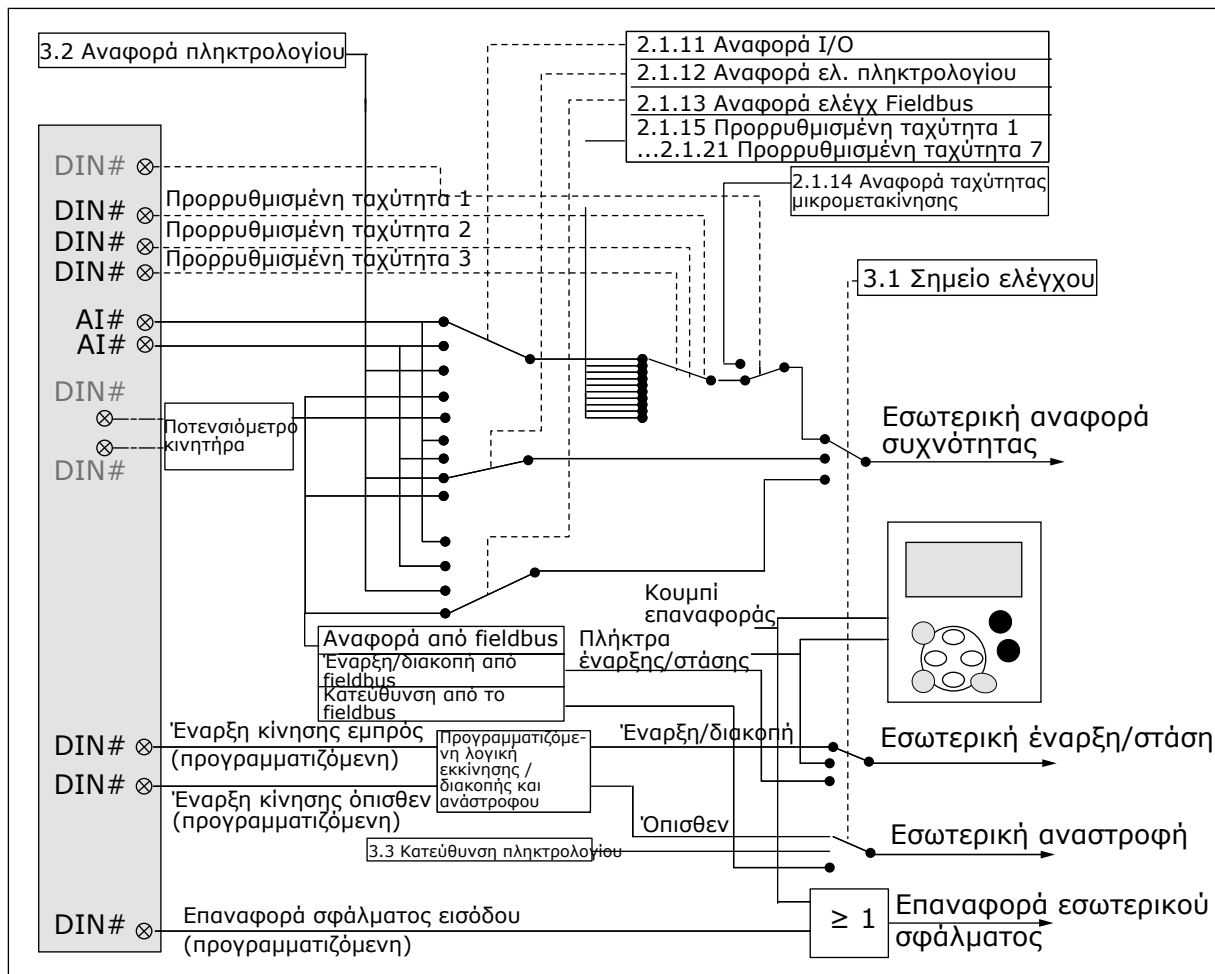 3.2 Αναφορά πληκτρολογίου
2.1.11 Αναφορά I/O
2.1.12 Αναφορά ελ. πληκτρολογίου
2.1.13 Αναφορά ελέγχ Fieldbus
2.1.15 Προρρυθμισμένη ταχύτητα 1
...2.1.21 Προρρυθμισμένη ταχύτητα 7
2.1.14 Αναφορά ταχύτητας
μικρομετακίνησης
3.1 Σημείο ελέγχου
DIN#
DIN#
Προρρυθμισμένη ταχύτητα 1
DIN#
Προρρυθμισμένη ταχύτητα 2
DIN#
Προρρυθμισμένη ταχύτητα 3
AI#
AI#
DIN#
Ποτενσιόμετρο
κινητήρα
DIN#
Εσωτερική αναφορά
συχνότητας
Κουμπί
επαναφοράς
Πλήκτρα
έναρξης/στάσης
Αναφορά από fieldbus
Έναρξη/διακοπή από
fieldbus
Κατεύθυνση από το
fieldbus
DIN#
Έναρξη κίνησης εμπρός
(προγραμματιζόμενη)
DIN#
Έναρξη κίνησης όπισθεν
(προγραμματιζόμενη)
Προγραμματιζόμε-
νη λογική
εκκίνησης /
διακοπής και
ανάστροφου
Έναρξη/διακοπή
Εσωτερική έναρξη/στάση
Όπισθεν
3.3 Κατεύθυνση πληκτρολογίου
Εσωτερική αναστροφή
DIN#
Επαναφορά σφάλματος εισόδου
(προγραμματιζόμενη)
≥ 1
Επαναφορά εσωτερικού
σφάλματος